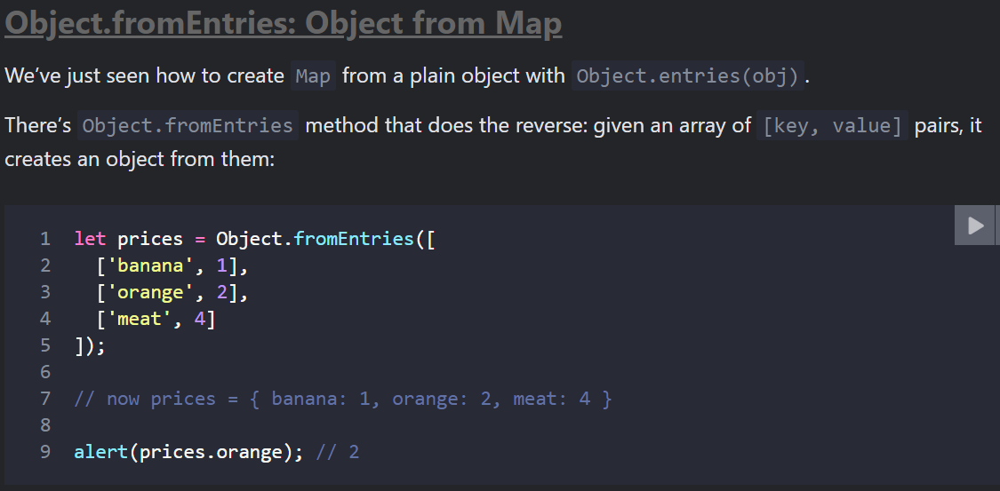 Object.fromEntries: Object from Map
We’ve just seen how to create Map from a plain object with Object.entries(obj).
There’s Object.fromEntries method that does the reverse: given an array of [key, value] pairs, it
creates an object from them:
1 let prices = Object.fromEntries([
2   ['banana', 1],
3   ['orange', 2],
4   ['meat', 4]
5 ]);
6
7 // now prices = { banana: 1, orange: 2, meat: 4 }
8
9 alert(prices.orange); // 2